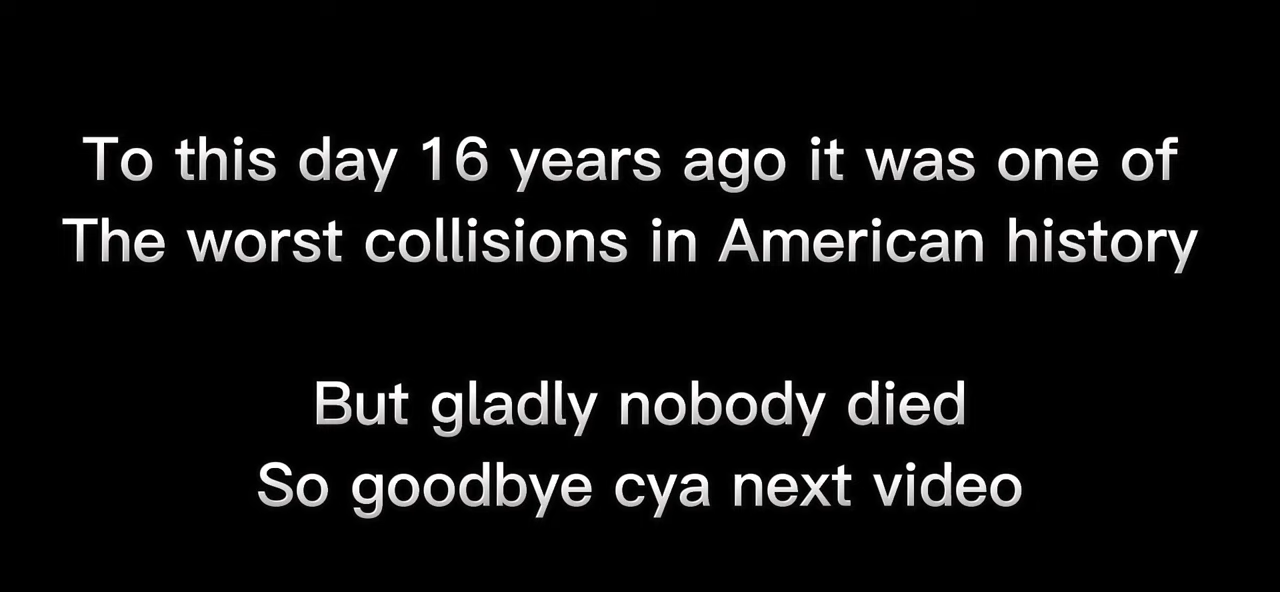 To this day 16 years ago it was one of
The worst collisions in American history
But gladly nobody died
So goodbye cya next video